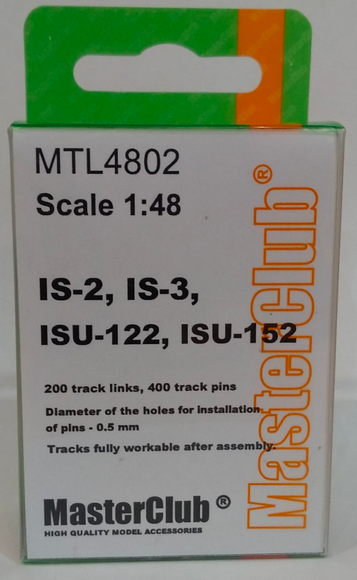 MTL4802
Scale 1:48
IS-2, IS-3,
ISU-122, ISU-152
200 track links, 400 track pins
Diameter of the holes for installation
of pins - 0.5 mm
Tracks fully workable after assembly.
MasterClub ®
HIGH QUALITY MODEL ACCESSORIES
MasterClub®